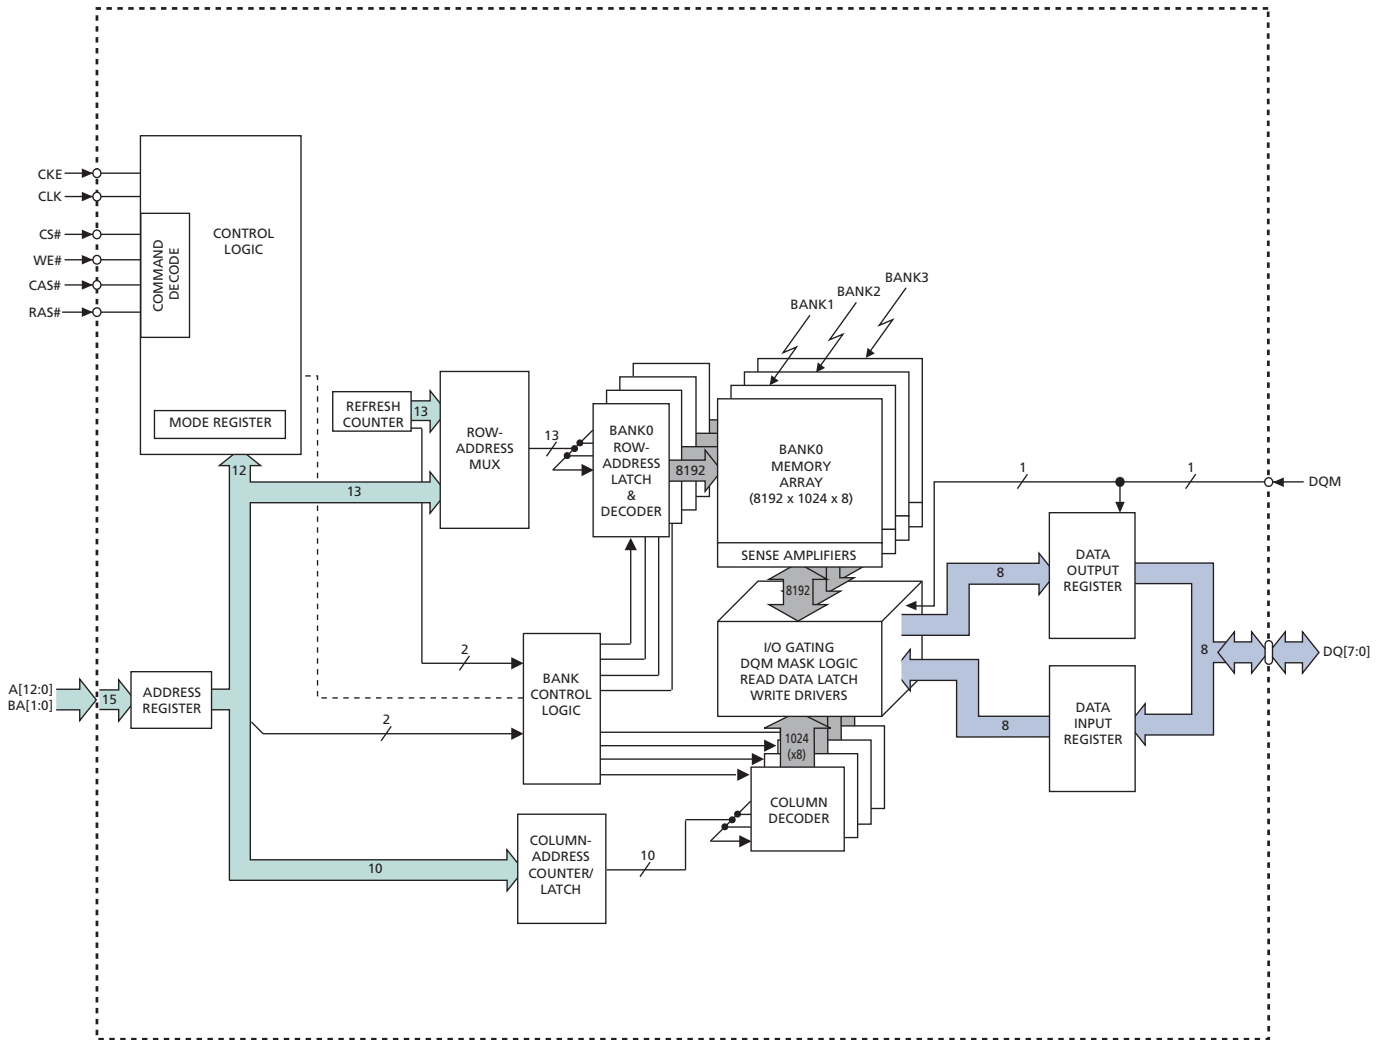 CKE
CLK
CS#
WE#
CAS#
RAS#
COMMAND
DECODE
CONTROL
LOGIC
MODE REGISTER
12
A[12:0]
BA[1:0]
15
ADDRESS
REGISTER
REFRESH
COUNTER
13
13
ROW-
ADDRESS
MUX
13
BANK0
ROW-
ADDRESS
LATCH
&
DECODER
8192
BANK1
BANK2
BANK3
BANK0
MEMORY
ARRAY
(8192 x 1024 x 8)
SENSE AMPLIFIERS
8192
I/O GATING
DQM MASK LOGIC
READ DATA LATCH
WRITE DRIVERS
2
2
BANK
CONTROL
LOGIC
1024
(x8)
COLUMN
DECODER
10
COLUMN-
ADDRESS
COUNTER/
LATCH
10
1
1
DQM
8
DATA
OUTPUT
REGISTER
8
DQ[7:0]
8
DATA
INPUT
REGISTER